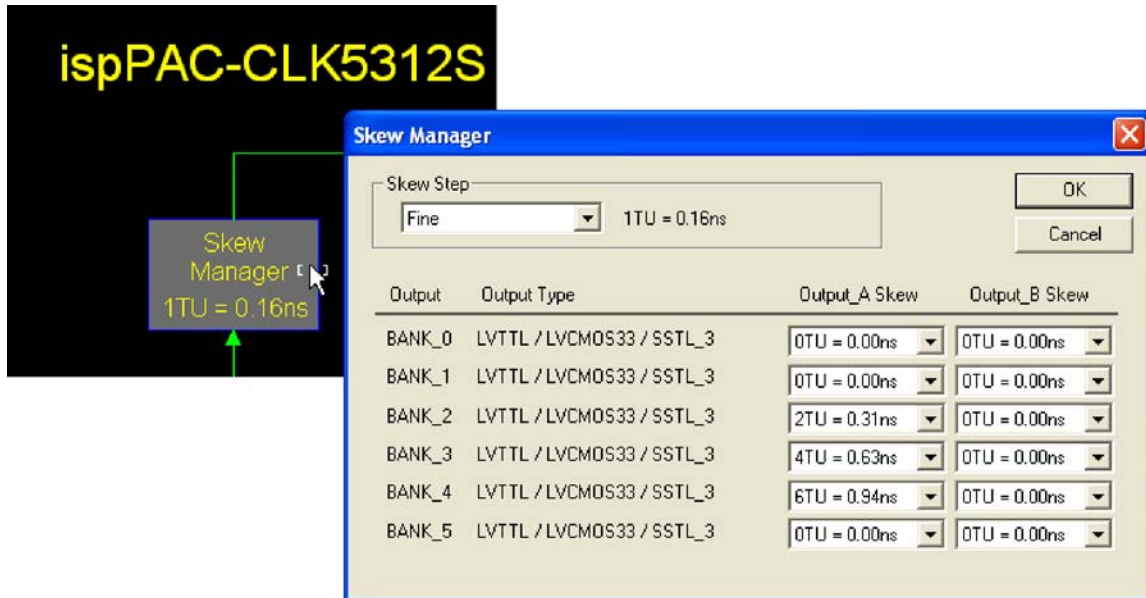 ispPAC-CLK5312S
Skew
Manager
1TU = 0.16ns
Skew Manager
Skew Step
Fine
1TU = 0.16ns
OK
Cancel
Output Output Type Output_A Skew Output_B Skew
BANK_0 LVTTL / LVCMOS33 / SSTL_3 0TU = 0.00ns 0TU = 0.00ns
BANK_1 LVTTL / LVCMOS33 / SSTL_3 0TU = 0.00ns 0TU = 0.00ns
BANK_2 LVTTL / LVCMOS33 / SSTL_3 2TU = 0.31ns 0TU = 0.00ns
BANK_3 LVTTL / LVCMOS33 / SSTL_3 4TU = 0.63ns 0TU = 0.00ns
BANK_4 LVTTL / LVCMOS33 / SSTL_3 6TU = 0.94ns 0TU = 0.00ns
BANK_5 LVTTL / LVCMOS33 / SSTL_3 0TU = 0.00ns 0TU = 0.00ns